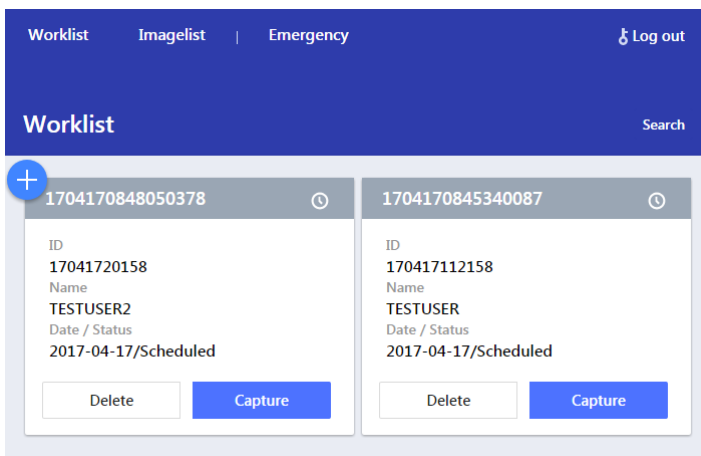 Worklist Imagelist | Emergency Log out
Worklist Search
1704170848050378
ID
17041720158
Name
TESTUSER2
Date / Status
2017-04-17/Scheduled
Delete Capture
1704170845340087
ID
170417112158
Name
TESTUSER
Date / Status
2017-04-17/Scheduled
Delete Capture